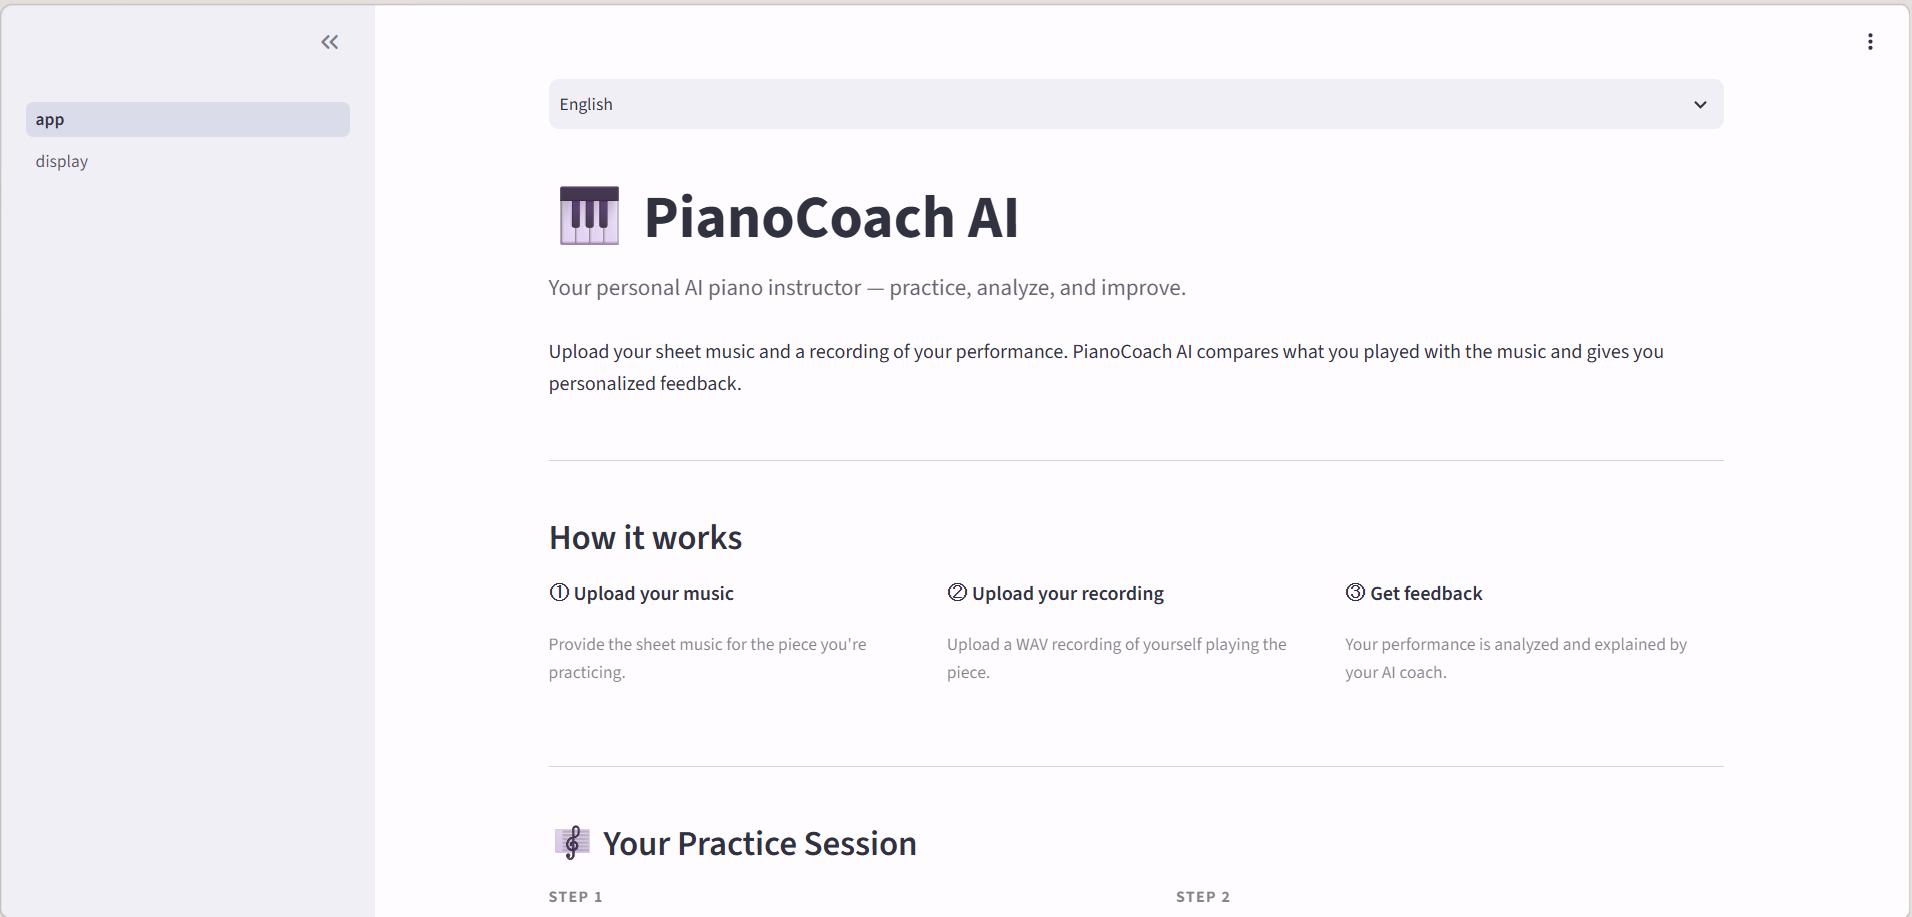 app
display
English
PianoCoach AI
Your personal AI piano instructor — practice, analyze, and improve.
Upload your sheet music and a recording of your performance. PianoCoach AI compares what you played with the music and gives you
personalized feedback.
How it works
① Upload your music
Provide the sheet music for the piece you're
practicing.
② Upload your recording
Upload a WAV recording of yourself playing the
piece.
③ Get feedback
Your performance is analyzed and explained by
your AI coach.
Your Practice Session
STEP 1
STEP 2